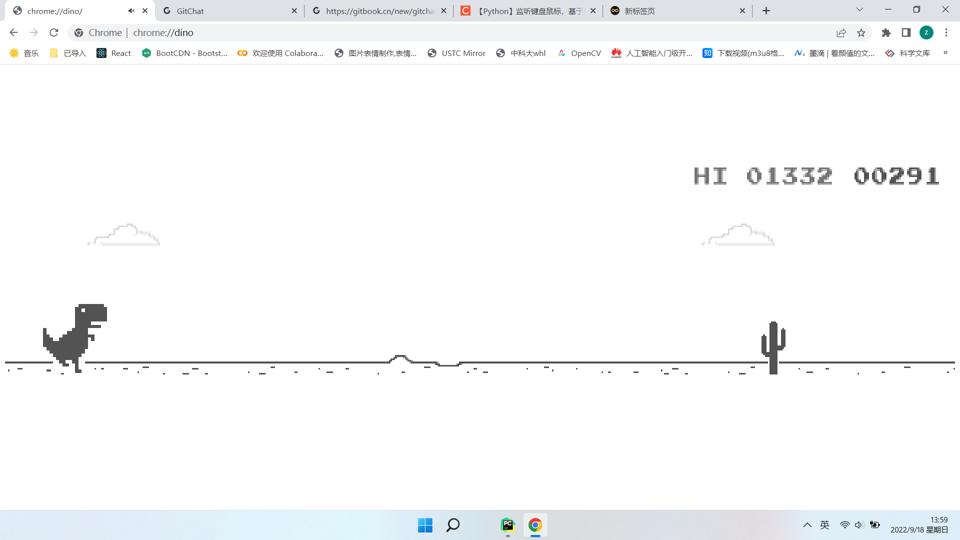 chrome://dino/
GitChat
https://gitbook.cn/new/gitcha
【Python】监听键盘鼠标，基于
新标签页
Chrome | chrome://dino
z
音乐
已导入
React
BootCDN - Bootst...
欢迎使用 Colabora...
图片表情制作,表情...
USTC Mirror
中科大whl
OpenCV
人工智能入门极开...
下载视频(m3u8格...
墨滴 | 看颜值的文...
科学文库
»
HI 01332 00291
英
13:59
2022/9/18 星期日